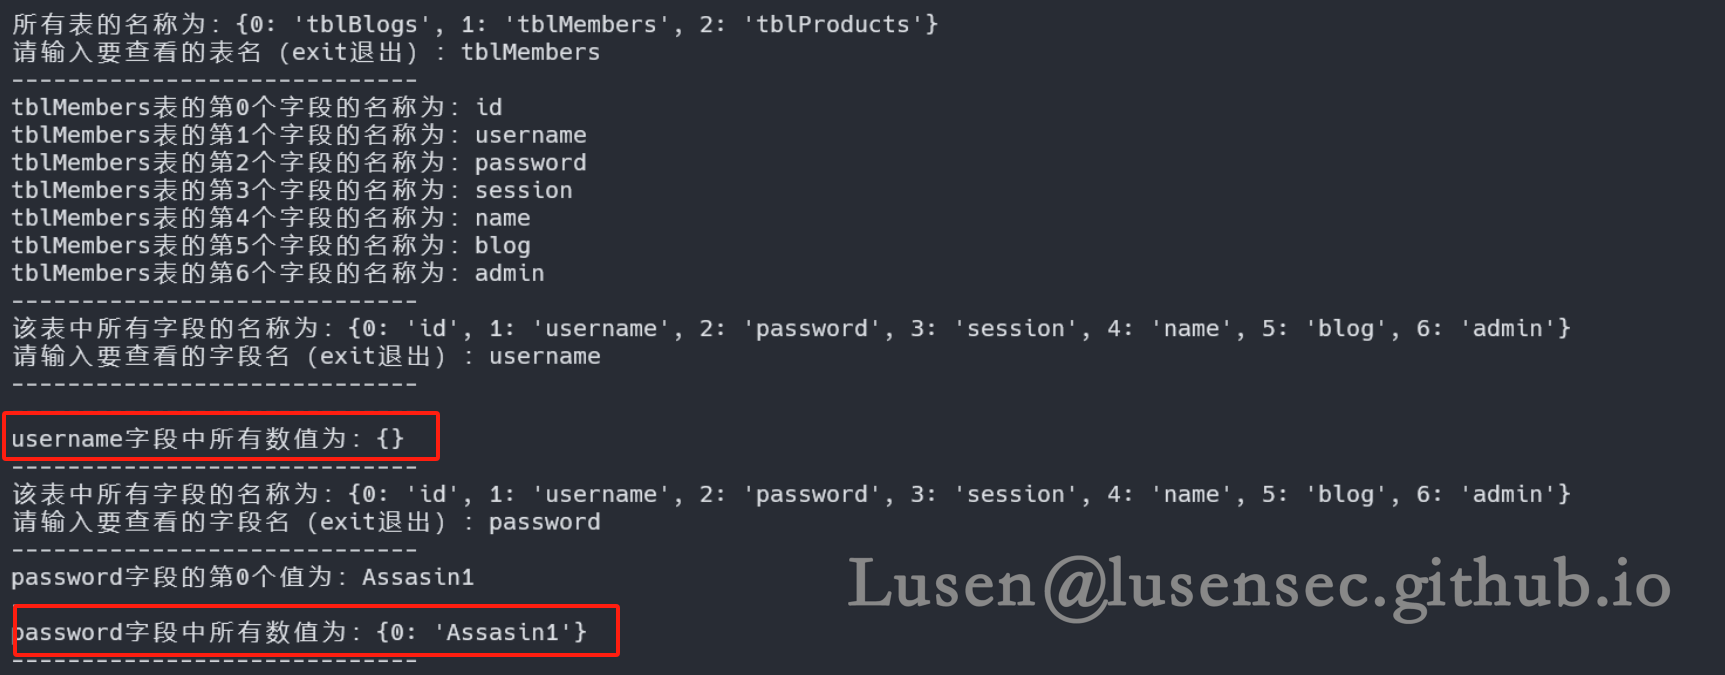 所有表的名称为: {0: 'tblBlogs', 1: 'tblMembers', 2: 'tblProducts'}
请输入要查看的表名（exit退出）: tblMembers
-----------------------------
tblMembers表的第0个字段的名称为: id
tblMembers表的第1个字段的名称为: username
tblMembers表的第2个字段的名称为: password
tblMembers表的第3个字段的名称为: session
tblMembers表的第4个字段的名称为: name
tblMembers表的第5个字段的名称为: blog
tblMembers表的第6个字段的名称为: admin
-----------------------------
该表中所有字段的名称为: {0: 'id', 1: 'username', 2: 'password', 3: 'session', 4: 'name', 5: 'blog', 6: 'admin'}
请输入要查看的字段名（exit退出）: username
-----------------------------
username字段中所有数值为: {}
-----------------------------
该表中所有字段的名称为: {0: 'id', 1: 'username', 2: 'password', 3: 'session', 4: 'name', 5: 'blog', 6: 'admin'}
请输入要查看的字段名（exit退出）: password
-----------------------------
password字段的第0个值为: Assasin1
password字段中所有数值为: {0: 'Assasin1'}
-----------------------------
Lusen@lusensec.github.io